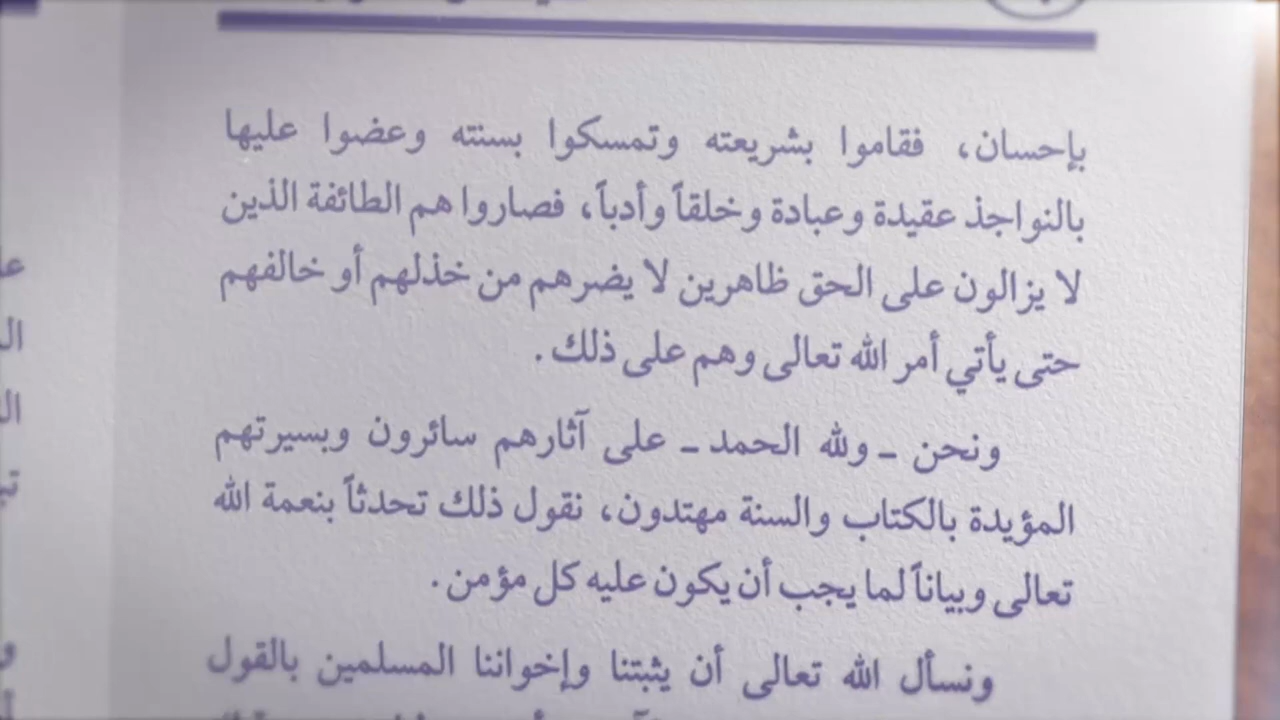 بإحسان، فقاموا بشريعته وتمسكوا بسنته وعضوا عليها
بالنواجذ عقيدة وعبادة وخلقاً وأدباً، فصاروا هم الطائفة الذين
لا يزالون على الحق ظاهرين لا يضرهم من خذلهم أو خالفهم
حتى يأتي أمر الله تعالى وهم على ذلك.
ونحن ـ ولله الحمد ـ على آثارهم سائرون وبسيرتهم
المؤيدة بالكتاب والسنة مهتدون، نقول ذلك تحدثاً بنعمة الله
تعالى وبياناً لما يجب أن يكون عليه كل مؤمن.
ونسأل الله تعالى أن يثبتنا وإخواننا المسلمين بالقول